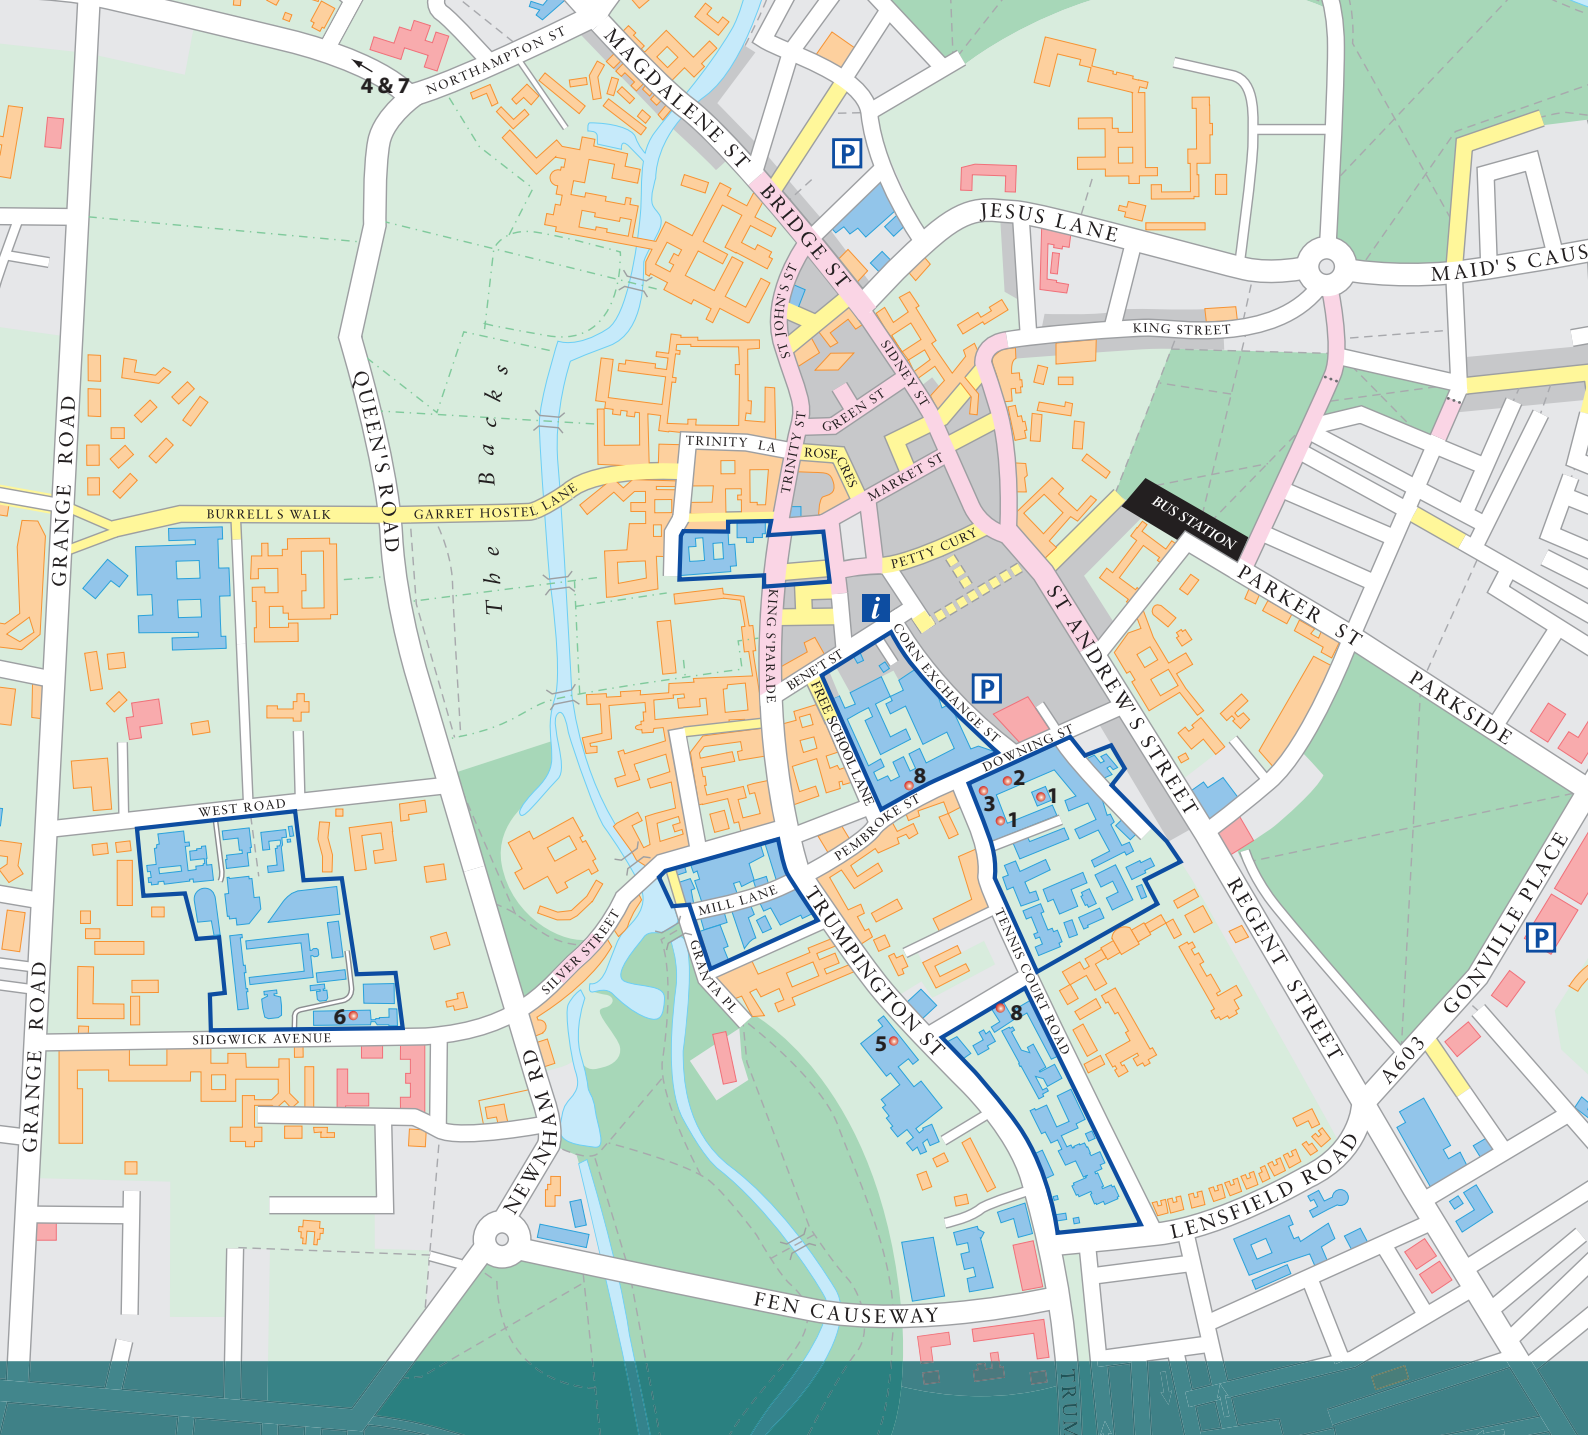 4 & 7
NORTHAMPTON ST
MAGDALENE ST
P
BRIDGE ST
JESUS LANE
MAID'S CAUS
KING STREET
ST JOHN'S ST
SIDNEY ST
GREEN ST
QUEEN'S ROAD
The Backs
GRANGE ROAD
TRINITY LA
TRINITY ST
ROSE CRES
MARKET ST
BURRELL S WALK
GARRET HOSTEL LANE
PETTY CURY
BUS STATION
PARKER ST
PARKSIDE
i
KING S'PARADE
BENE'T ST
CORN EXCHANGE ST
FREE SCHOOL LANE
P
ST ANDREW'S STREET
DOWNING ST
8
2
3
1
1
PEMBROKE ST
WEST ROAD
MILL LANE
TRUMPINGTON ST
TENNIS COURT ROAD
REGENT STREET
GONVILLE PLACE
P
SILVER STREET
GRANTA PL
GRANGE ROAD
6
SIDGWICK AVENUE
5
8
A603
NEWNHAM RD
LENSFIELD ROAD
FEN CAUSEWAY
TRUM